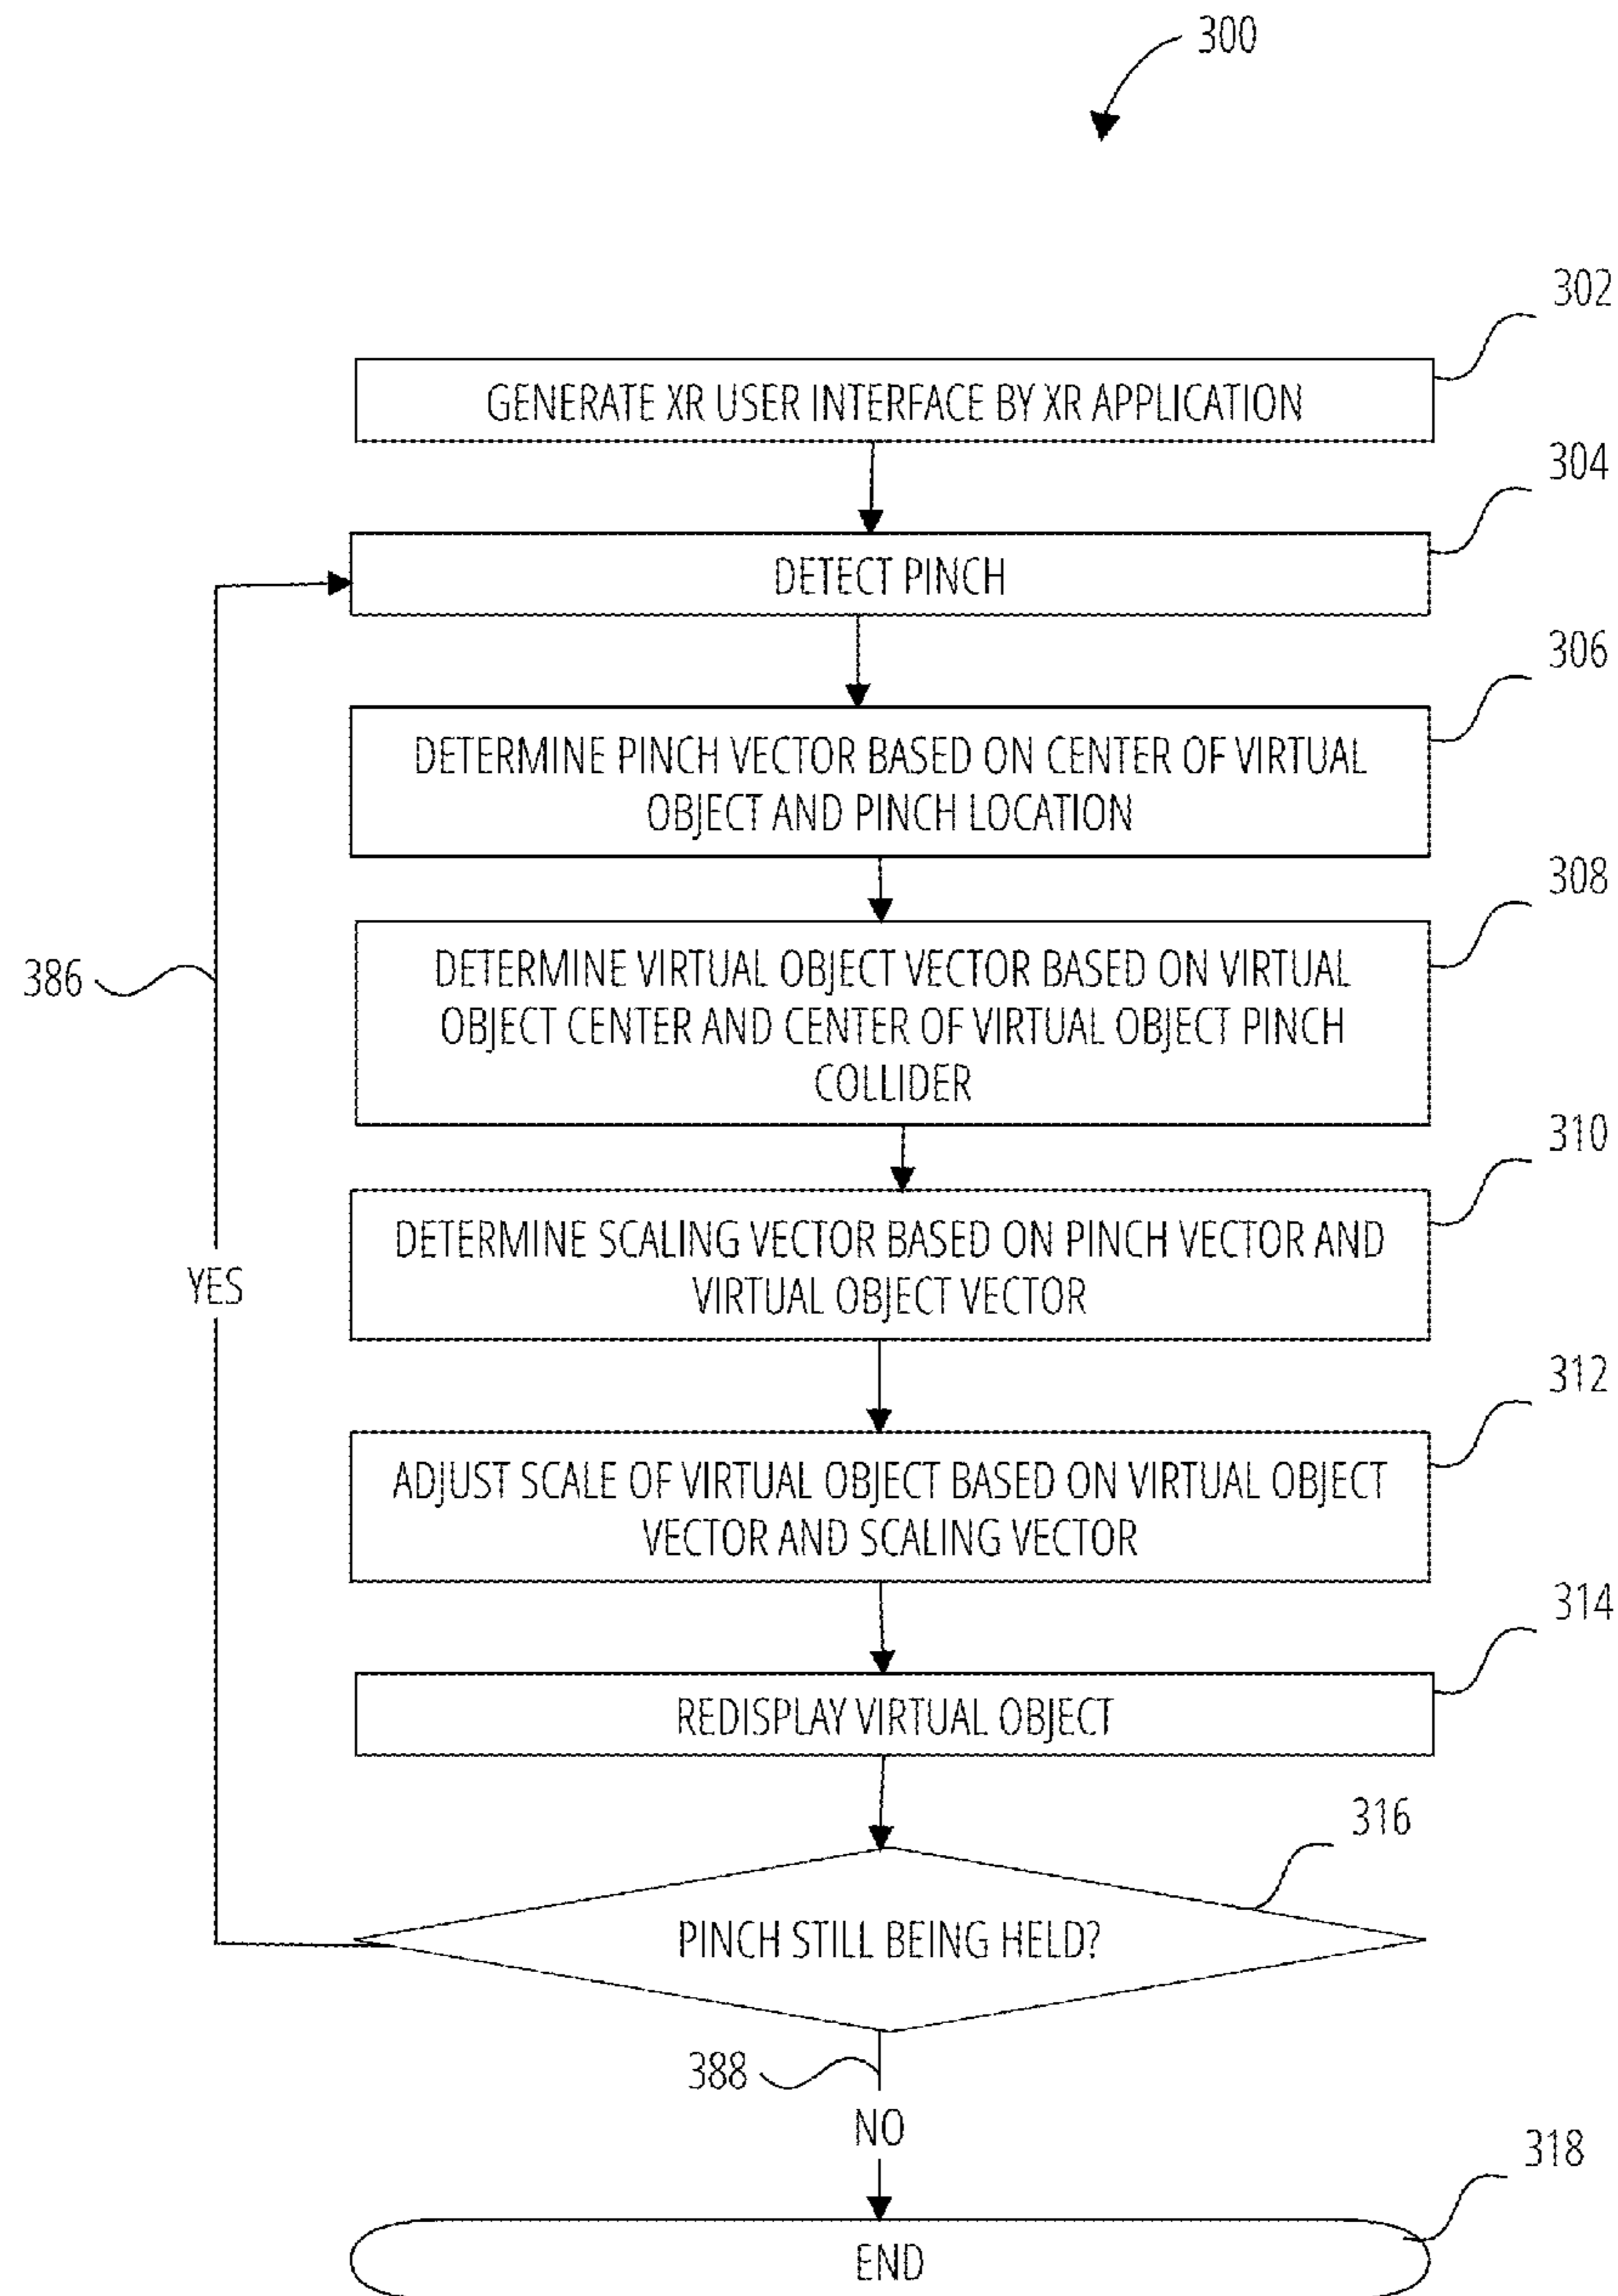 300
302
GENERATE XR USER INTERFACE BY XR APPLICATION
304
DETECT PINCH
306
DETERMINE PINCH VECTOR BASED ON CENTER OF VIRTUAL
OBJECT AND PINCH LOCATION
308
DETERMINE VIRTUAL OBJECT VECTOR BASED ON VIRTUAL
OBJECT CENTER AND CENTER OF VIRTUAL OBJECT PINCH
COLLIDER
386
310
DETERMINE SCALING VECTOR BASED ON PINCH VECTOR AND
VIRTUAL OBJECT VECTOR
YES
312
ADJUST SCALE OF VIRTUAL OBJECT BASED ON VIRTUAL OBJECT
VECTOR AND SCALING VECTOR
314
REDISPLAY VIRTUAL OBJECT
316
PINCH STILL BEING HELD?
388
NO
318
END